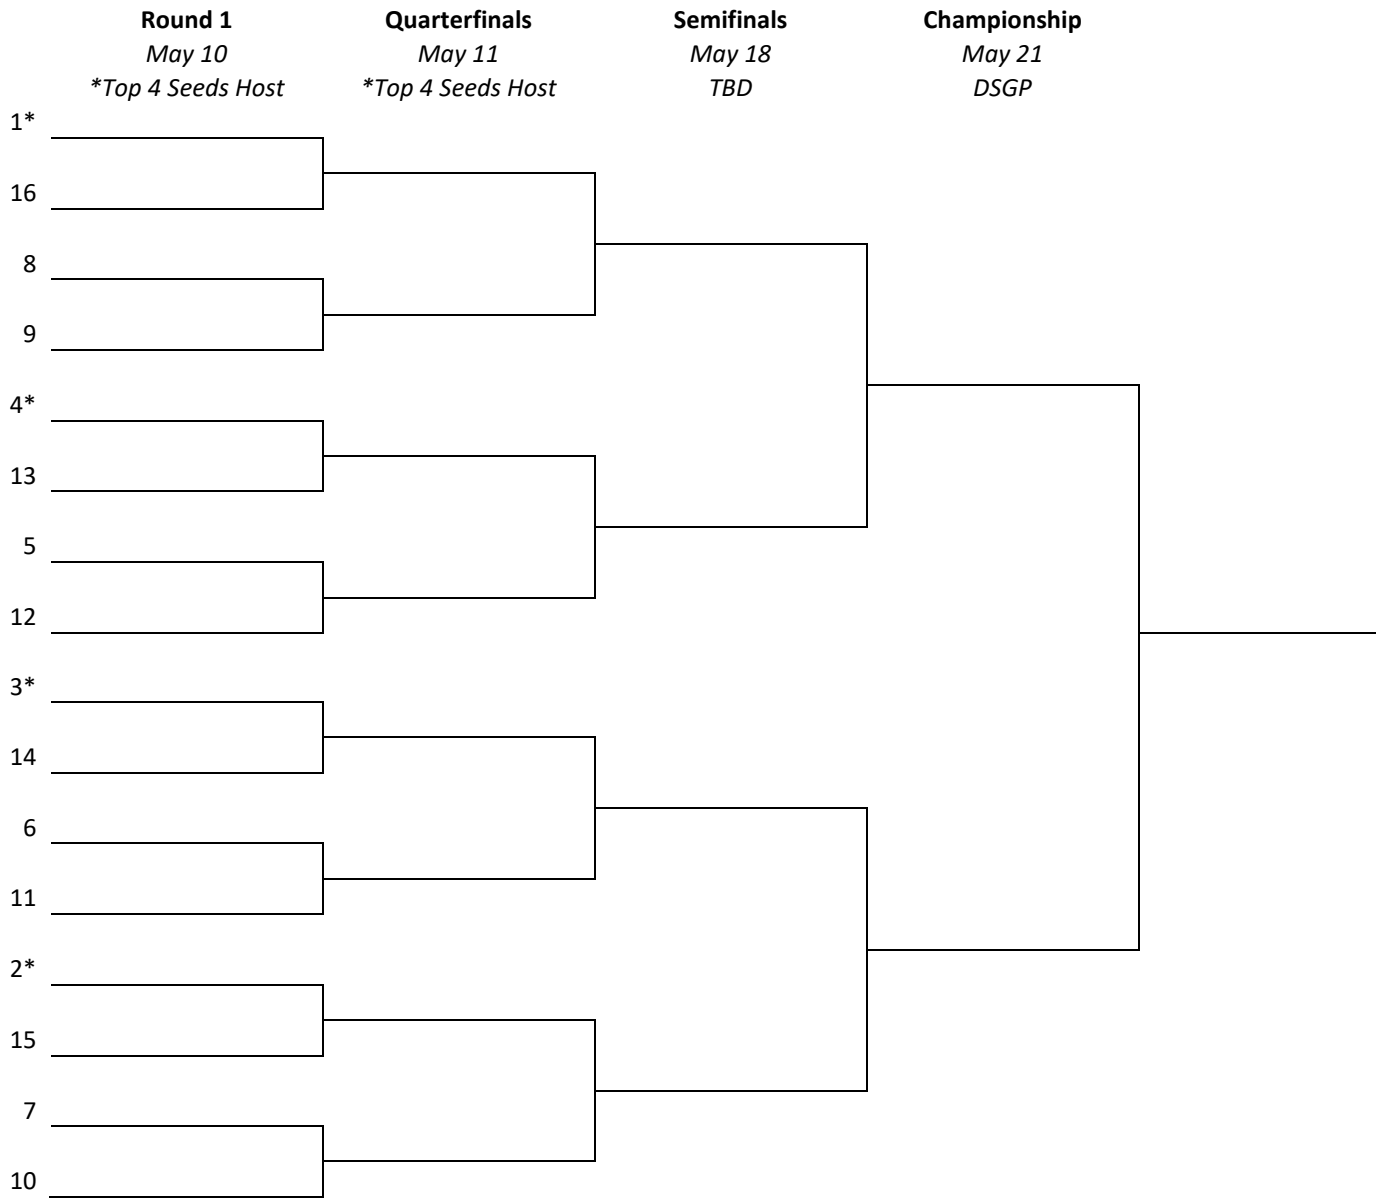 Round 1
May 10
*Top 4 Seeds Host
Quarterfinals
May 11
*Top 4 Seeds Host
Semifinals
May 18
TBD
Championship
May 21
DSGP
1*
16
8
9
4*
13
5
12
3*
14
6
11
2*
15
7
10